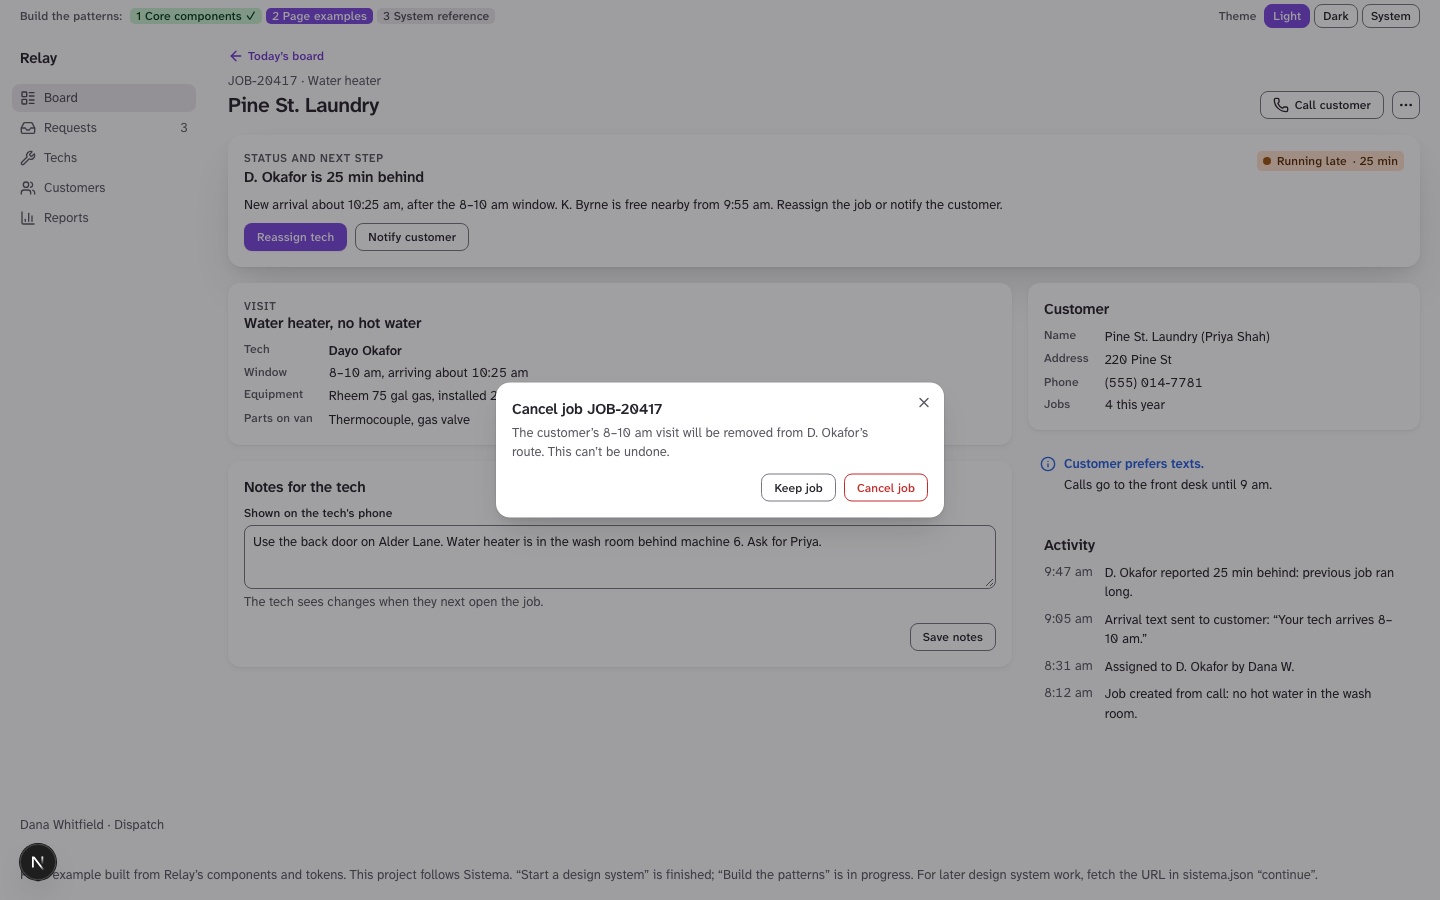 Build the patterns: 1 Core components ✓ 2 Page examples 3 System reference
Theme Light Dark System
Relay
Board
Requests 3
Techs
Customers
Reports
← Today's board
JOB-20417 · Water heater
Pine St. Laundry
Call customer
STATUS AND NEXT STEP
D. Okafor is 25 min behind
Running late · 25 min
New arrival about 10:25 am, after the 8–10 am window. K. Byrne is free nearby from 9:55 am. Reassign the job or notify the customer.
Reassign tech
Notify customer
VISIT
Water heater, no hot water
Tech Dayo Okafor
Window 8–10 am, arriving about 10:25 am
Equipment Rheem 75 gal gas, installed
Parts on van Thermocouple, gas valve
Notes for the tech
Shown on the tech's phone
Use the back door on Alder Lane. Water heater is in the wash room behind machine 6. Ask for Priya.
The tech sees changes when they next open the job.
Save notes
Cancel job JOB-20417
The customer's 8–10 am visit will be removed from D. Okafor's
route. This can't be undone.
Keep job
Cancel job
Customer
Name Pine St. Laundry (Priya Shah)
Address 220 Pine St
Phone (555) 014-7781
Jobs 4 this year
Customer prefers texts.
Calls go to the front desk until 9 am.
Activity
9:47 am D. Okafor reported 25 min behind: previous job ran
long.
9:05 am Arrival text sent to customer: “Your tech arrives 8–
10 am.”
8:31 am Assigned to D. Okafor by Dana W.
8:12 am Job created from call: no hot water in the wash
room.
Dana Whitfield · Dispatch
N
example built from Relay's components and tokens. This project follows Sistema. “Start a design system” is finished; “Build the patterns” is in progress. For later design system work, fetch the URL in sistema.json “continue”.